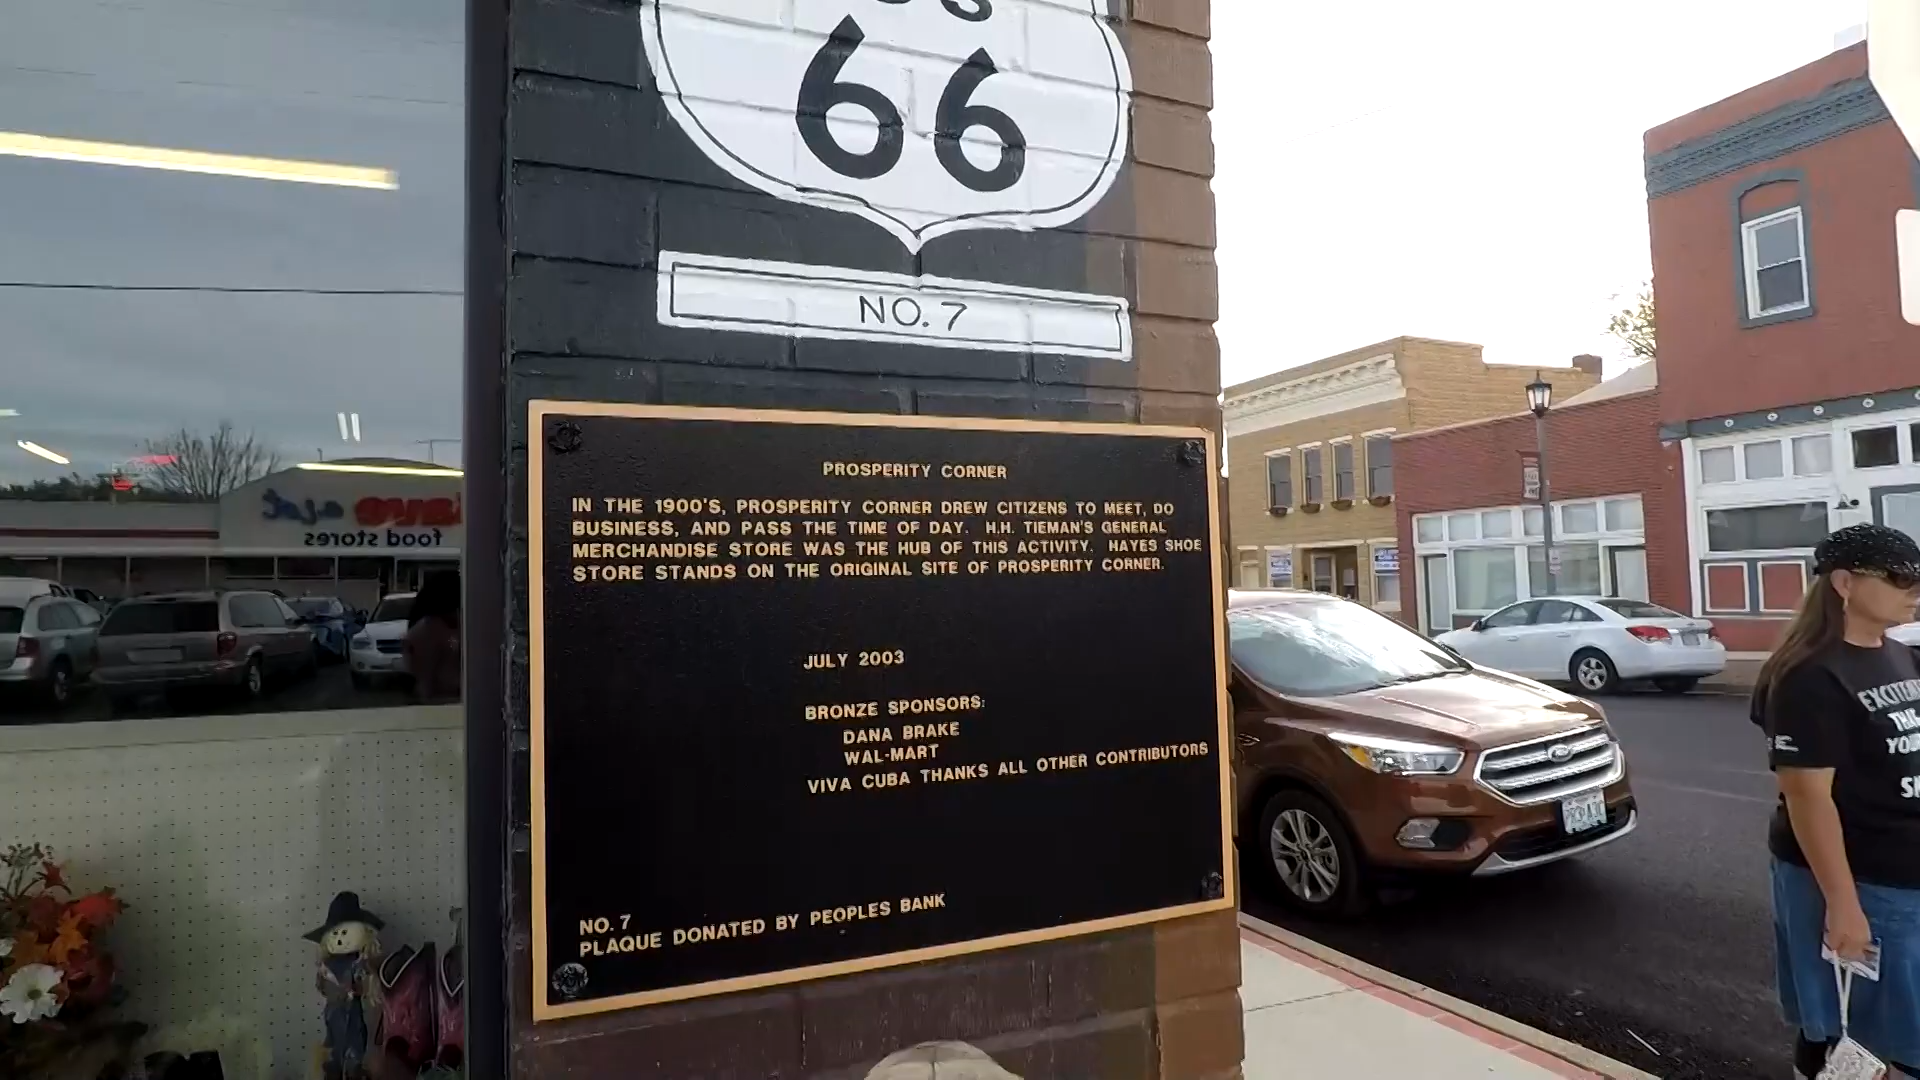 66
NO. 7
PROSPERITY CORNER
IN THE 1900'S, PROSPERITY CORNER DREW CITIZENS TO MEET, DO
BUSINESS, AND PASS THE TIME OF DAY. H.H. TIEMAN'S GENERAL
MERCHANDISE STORE WAS THE HUB OF THIS ACTIVITY. HAYES SHOE
STORE STANDS ON THE ORIGINAL SITE OF PROSPERITY CORNER.
JULY 2003
BRONZE SPONSORS:
DANA BRAKE
WAL-MART
VIVA CUBA THANKS ALL OTHER CONTRIBUTORS
NO. 7
PLAQUE DONATED BY PEOPLES BANK
food stores
Ford